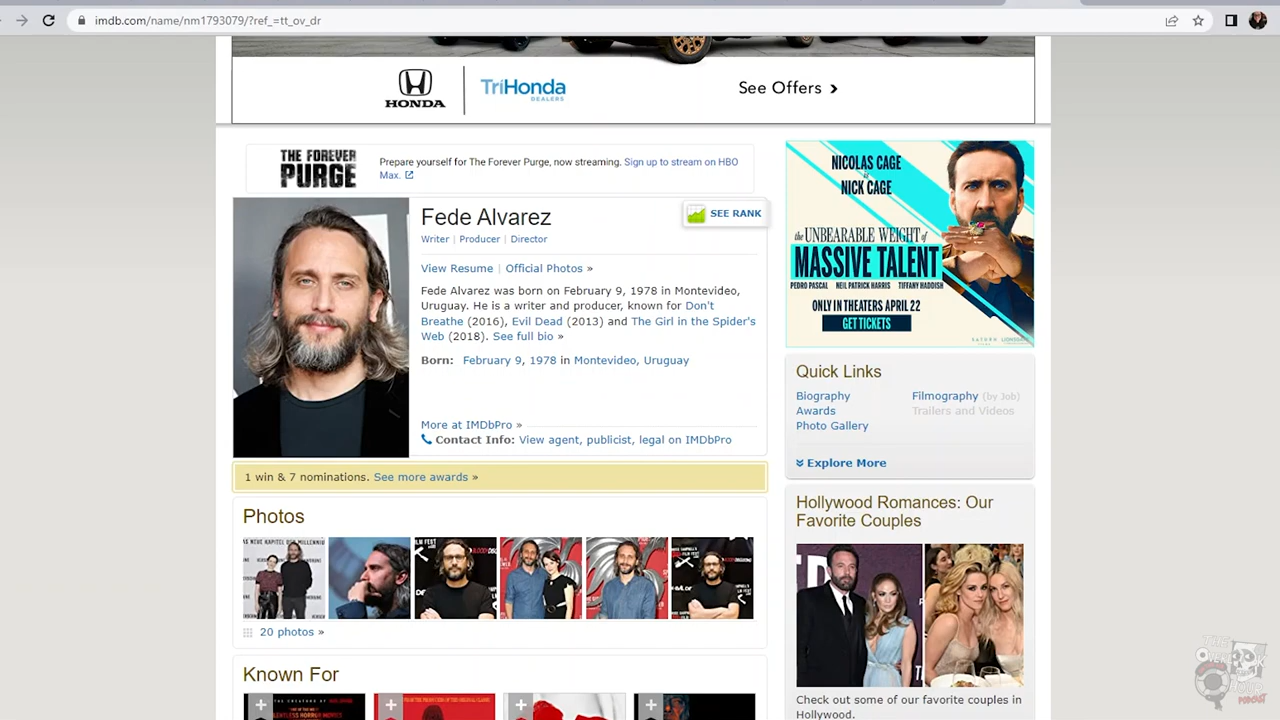 imdb.com/name/nm1793079/?ref_=tt_ov_dr
HONDA
TriHonda
DEALERS
See Offers
THE FOREVER
PURGE
Prepare yourself for The Forever Purge, now streaming. Sign up to stream on HBO
Max.
Fede Alvarez
SEE RANK
Writer | Producer | Director
View Resume | Official Photos »
Fede Alvarez was born on February 9, 1978 in Montevideo,
Uruguay. He is a writer and producer, known for Don't
Breathe (2016), Evil Dead (2013) and The Girl in the Spider's
Web (2018). See full bio »
Born: February 9, 1978 in Montevideo, Uruguay
More at IMDbPro »
Contact Info: View agent, publicist, legal on IMDbPro
1 win & 7 nominations. See more awards »
Photos
20 photos »
Known For
NICOLAS CAGE
is
NICK CAGE
the UNBEARABLE WEIGHT of
MASSIVE TALENT
PEDRO PASCAL NEIL PATRICK HARRIS TIFFANY HADDISH
ONLY IN THEATERS APRIL 22
GET TICKETS
LIONSGATE
Quick Links
Biography
Filmography (by Job)
Awards
Trailers and Videos
Photo Gallery
Explore More
Hollywood Romances: Our
Favorite Couples
Check out some of our favorite couples in
Hollywood.
PODCAST